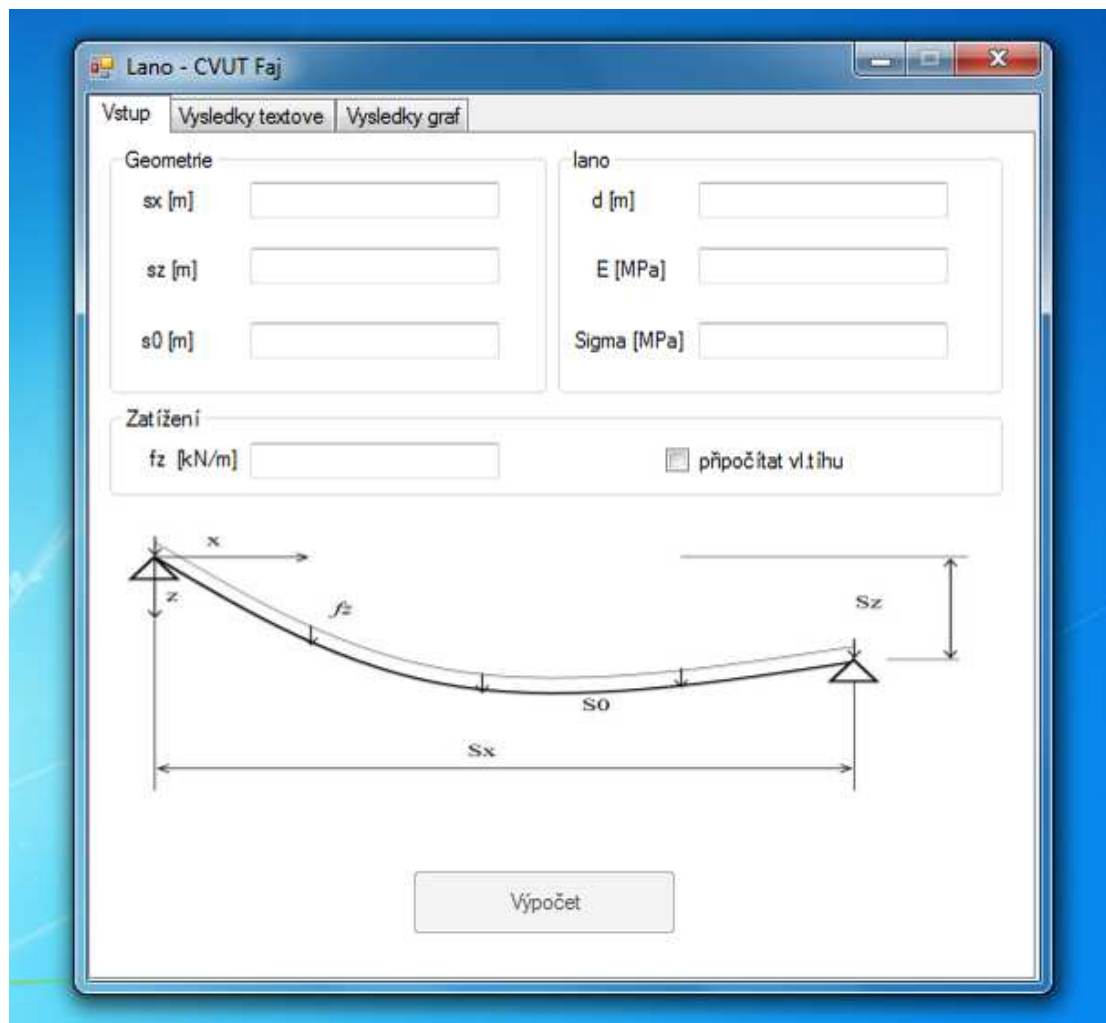 Lano - CVUT Faj
Vstup Vysledky textove Vysledky graf
Geometrie
sx [m]
sz [m]
s0 [m]
lano
d [m]
E [MPa]
Sigma [MPa]
Zatížení
fz [kN/m]
připočítat vl.tíhu
x
z
fz
Sz
S0
Sx
Výpočet